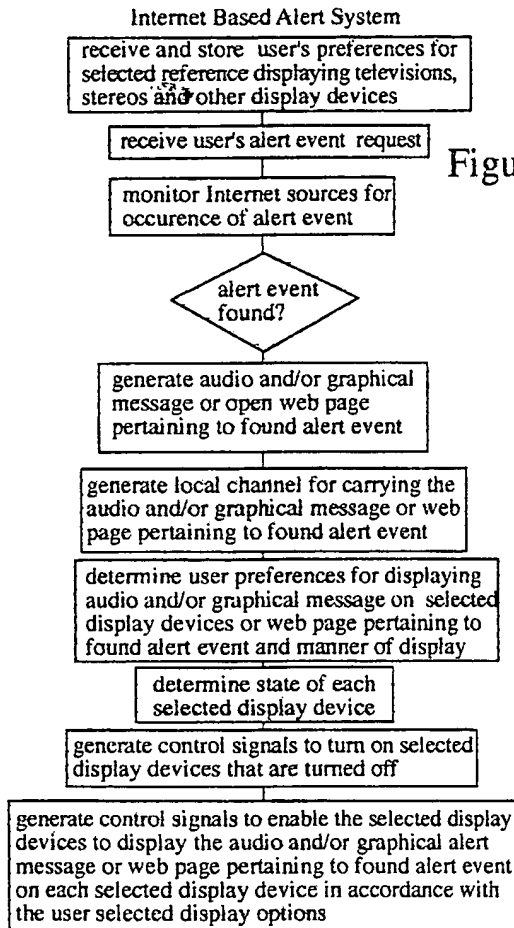 Internet Based Alert System
receive and store user's preferences for
selected reference displaying televisions,
stereos and other display devices
receive user's alert event request
Figu
monitor Internet sources for
occurence of alert event
alert event
found?
generate audio and/or graphical
message or open web page
pertaining to found alert event
generate local channel for carrying the
audio and/or graphical message or web
page pertaining to found alert event
determine user preferences for displaying
audio and/or graphical message on selected
display devices or web page pertaining to
found alert event and manner of display
determine state of each
selected display device
generate control signals to turn on selected
display devices that are turned off
generate control signals to enable the selected display
devices to display the audio and/or graphical alert
message or web page pertaining to found alert event
on each selected display device in accordance with
the user selected display options